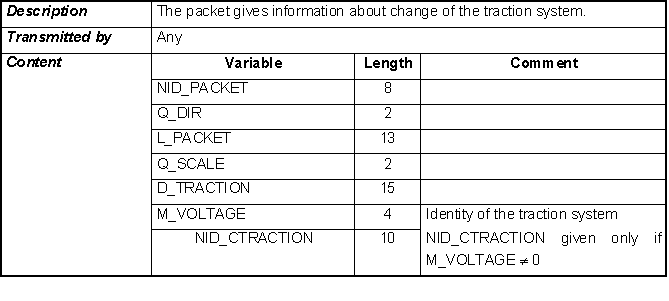 Description The packet gives information about change of the traction system.
Transmitted by Any
Content Variable Length Comment
NID_PACKET 8
Q_DIR 2
L_PACKET 13
Q_SCALE 2
D_TRACTION 15
M_VOLTAGE 4 Identity of the traction system
NID_CTRACTION 10 NID_CTRACTION given only if
M_VOLTAGE ≠ 0